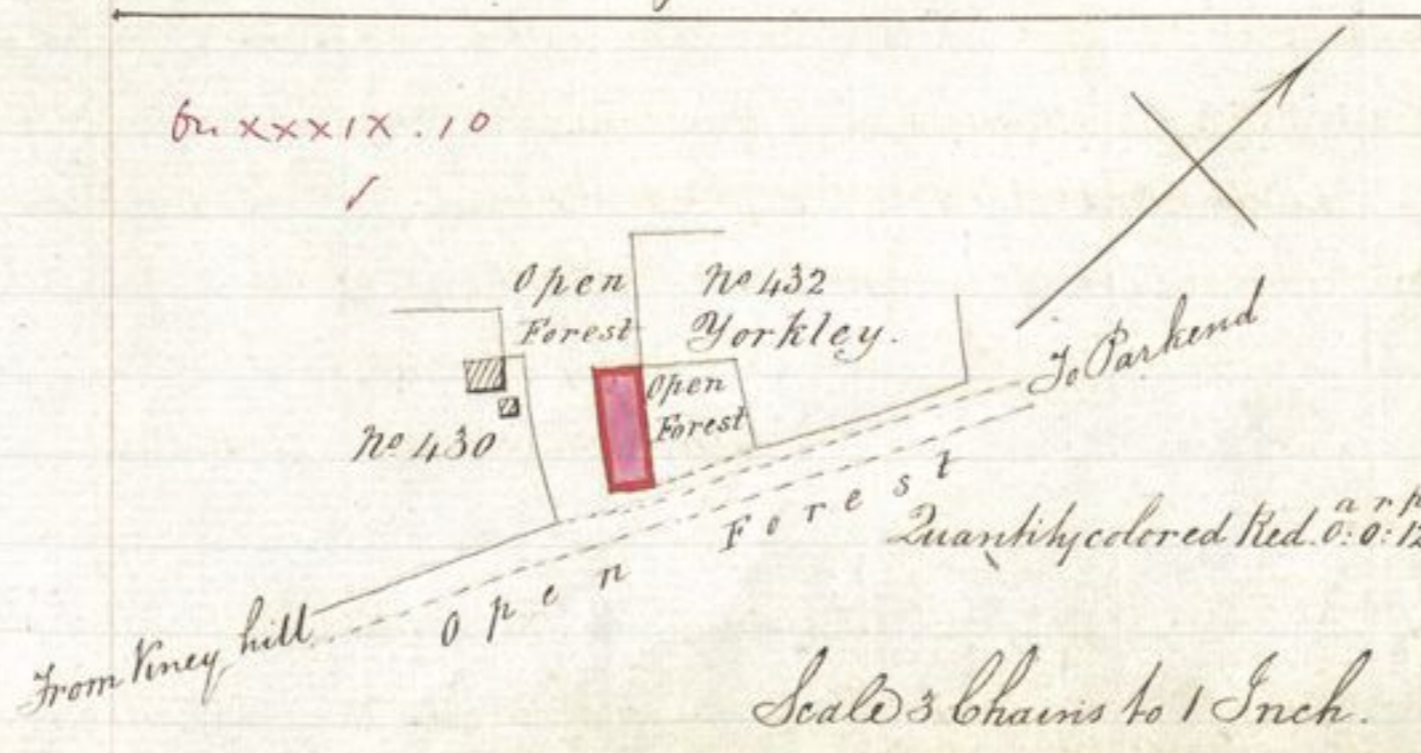 On XXXIX.10
Open
Forest
No 432
Yorkley.
Open
Forest
No 430
To Parkend
Open Forest
From Viney hill
a r p
Quantity colored Red. 0:0:12
Scale 3 Chains to 1 Inch.